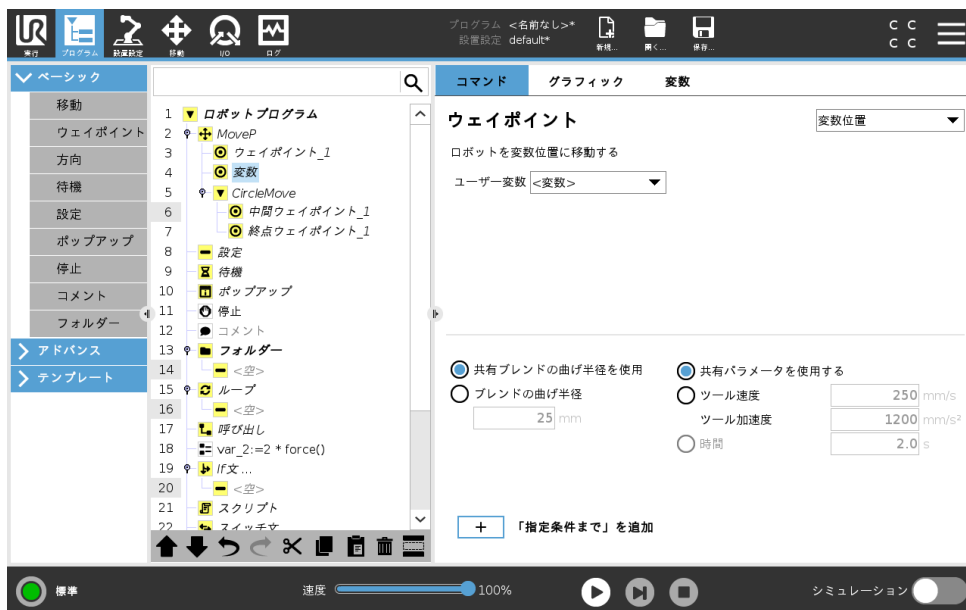 プログラム <名前なし>*
設置設定 default*
実行
プログラム
設置設定
移動
I/O
ログ
新規...
開く...
保存...
C C
C C
ベーシック
移動
ウェイポイント
方向
待機
設定
ポップアップ
停止
コメント
フォルダー
アドバンス
テンプレート
1 ロボットプログラム
2 MoveP
3 ウェイポイント_1
4 変数
5 CircleMove
6 中間ウェイポイント_1
7 終点ウェイポイント_1
8 設定
9 待機
10 ポップアップ
11 停止
12 コメント
13 フォルダー
14 <空>
15 ループ
16 <空>
17 呼び出し
18 var_2:=2 * force()
19 If文...
20 <空>
21 スクリプト
22 スイッチ文
コマンド グラフィック 変数
ウェイポイント
変数位置
ロボットを変数位置に移動する
ユーザー変数 <変数>
共有ブレンドの曲げ半径を使用
ブレンドの曲げ半径
25 mm
共有パラメータを使用する
ツール速度 250 mm/s
ツール加速度 1200 mm/s²
時間 2.0 s
+ 「指定条件まで」を追加
標準
速度 100%
シミュレーション